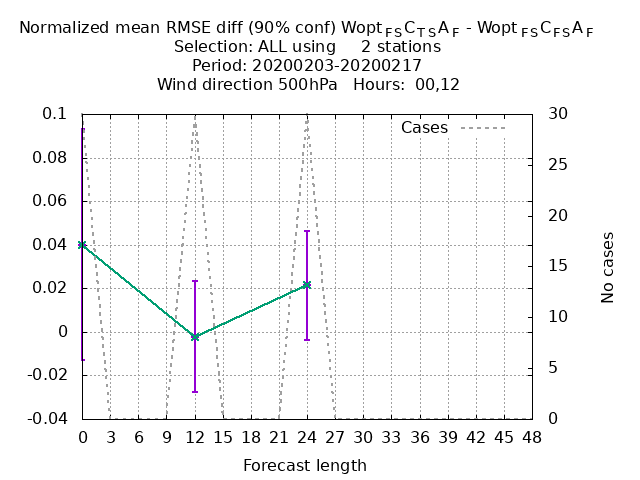 Normalized mean RMSE diff (90% conf) Wopt FS C T S A F - Wopt FS C F S A F
Selection: ALL using 2 stations
Period: 20200203-20200217
Wind direction 500hPa Hours: 00,12
Cases
0.1
0.08
0.06
0.04
0.02
0
-0.02
-0.04
30
25
20
15
10
5
0
No cases
0 3 6 9 12 15 18 21 24 27 30 33 36 39 42 45 48
Forecast length